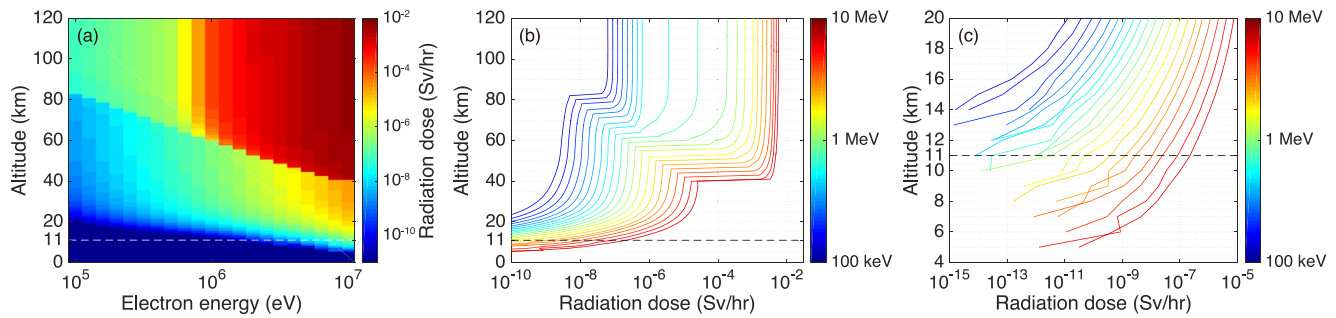 (a)
120
100
80
60
40
20
11
0
Altitude (km)
10^5
10^6
10^7
Electron energy (eV)
10^-2
10^-4
10^-6
10^-8
10^-10
Radiation dose (Sv/hr)
(b)
120
100
80
60
40
20
11
0
Altitude (km)
10^-10
10^-8
10^-6
10^-4
10^-2
Radiation dose (Sv/hr)
10 MeV
1 MeV
100 keV
(c)
20
18
16
14
12
11
10
8
6
4
Altitude (km)
10^-15
10^-13
10^-11
10^-9
10^-7
10^-5
Radiation dose (Sv/hr)
10 MeV
1 MeV
100 keV